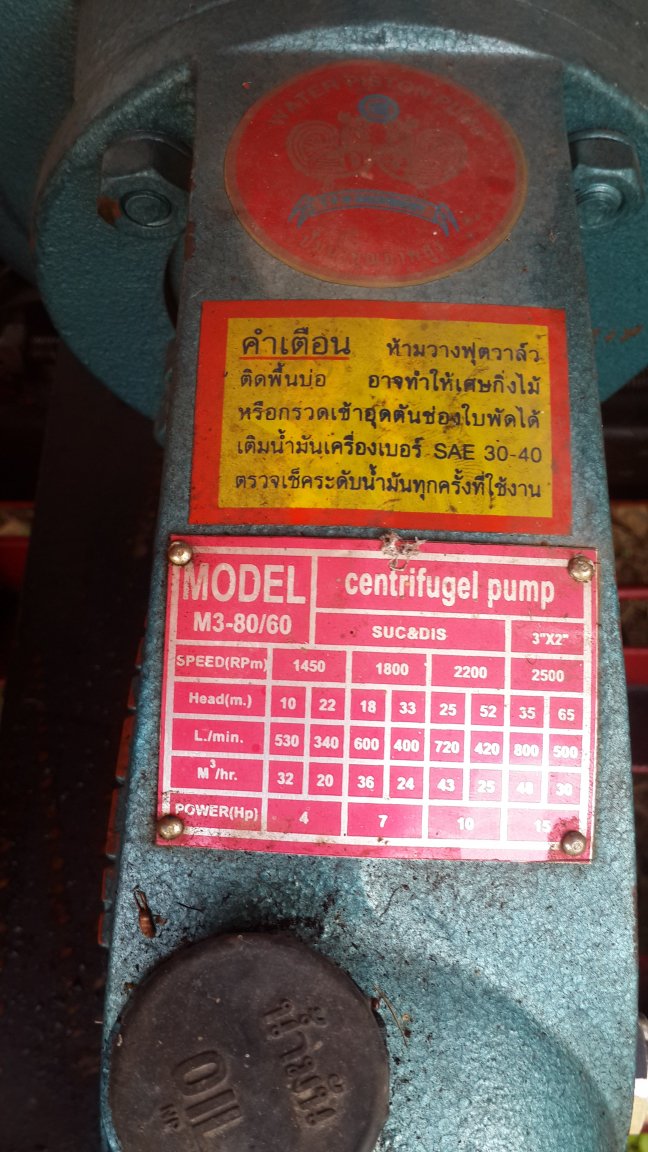 WATER PISTON PUMP
คำเตือน ห้ามวางฟุตวาล์ว
ติดพื้นบ่อ อาจทำให้เศษกิ่งไม้
หรือกรวดเข้าอุดตันช่องใบพัดได้
เติมน้ำมันเครื่องเบอร์ SAE 30-40
ตรวจเช็คระดับน้ำมันทุกครั้งที่ใช้งาน
MODEL centrifugel pump
M3-80/60 SUC&DIS 3"X2"
SPEED(RPm) 1450 1800 2200 2500
Head(m.) 10 22 18 33 25 52 35 65
L./min. 530 340 600 400 720 420 800 500
M³/hr. 32 20 36 24 43 25 48 30
POWER(Hp) 4 7 10 15
น้ำมัน
OIL